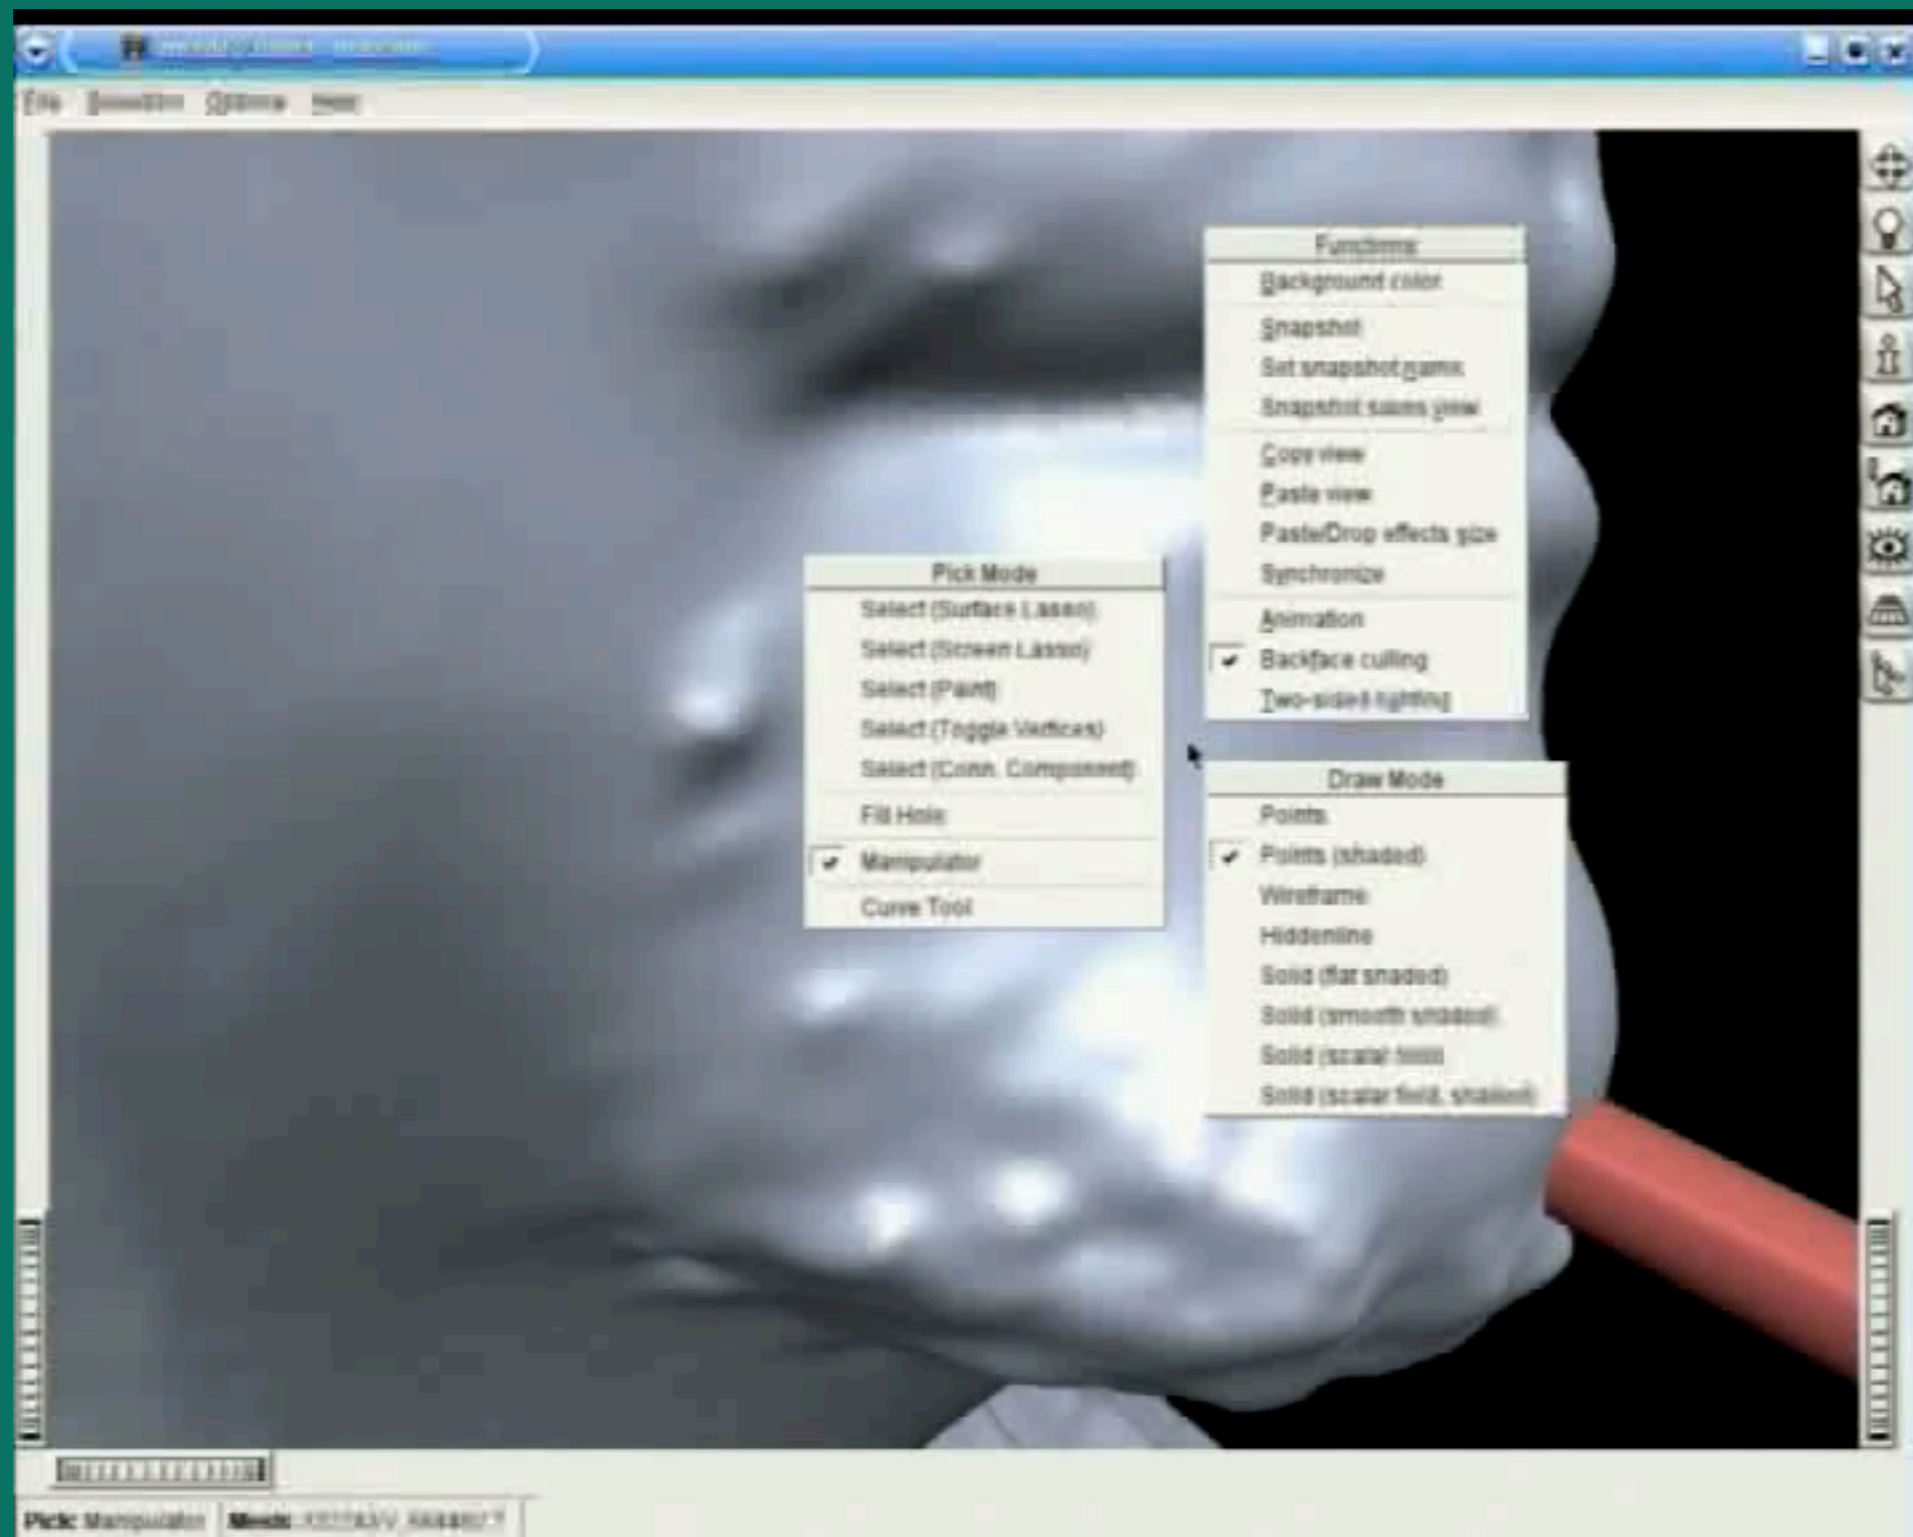 File Selection Options Help
Functions
Background color
Snapshot
Set snapshot name
Snapshot saves view
Copy view
Paste view
Paste/Drop effects size
Synchronize
Animation
Backface culling
Two-sided lighting
Pick Mode
Select (Surface Lasso)
Select (Screen Lasso)
Select (Paint)
Select (Toggle Vertices)
Select (Conn. Component)
Fill Hole
Manipulator
Curve Tool
Draw Mode
Points
Points (shaded)
Wireframe
Hiddenline
Solid (flat shaded)
Solid (smooth shaded)
Solid (scalar field)
Solid (scalar field, shaded)
Pick: Manipulator Mesh: